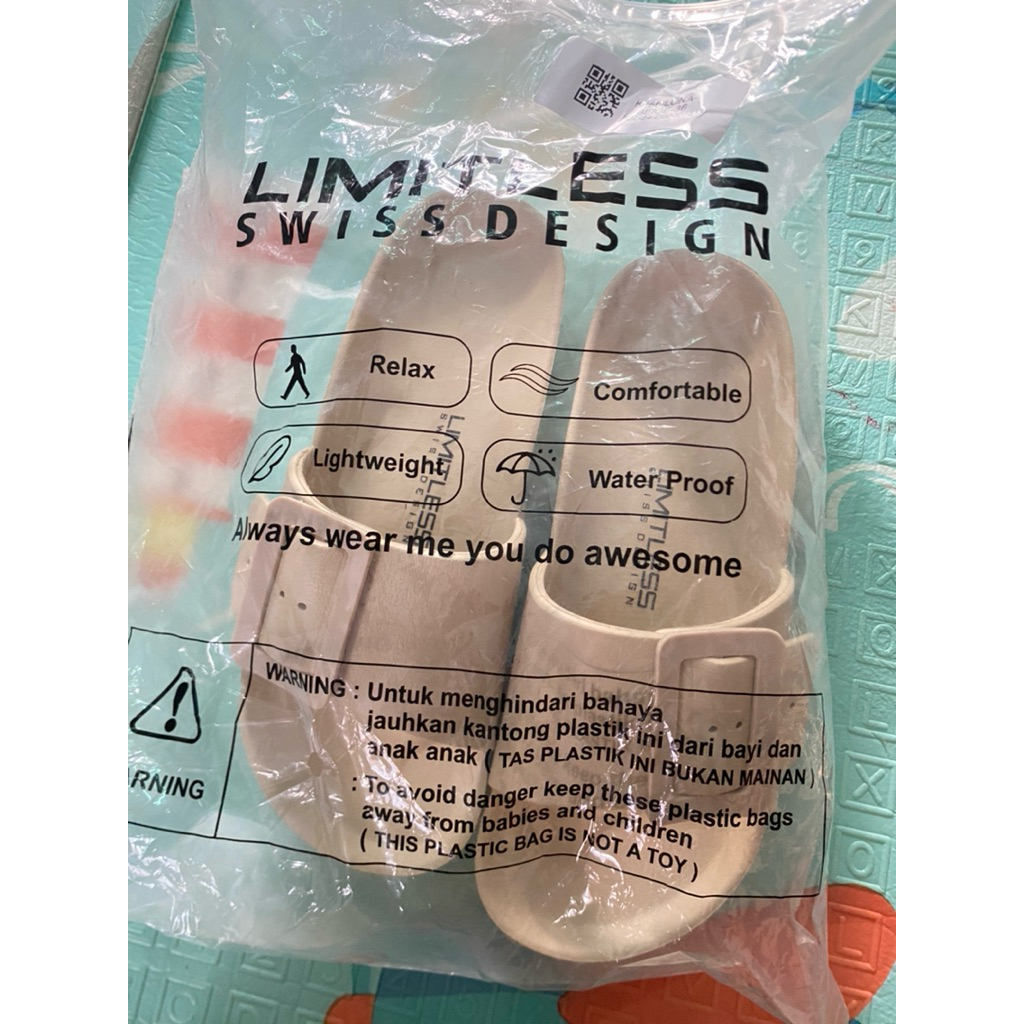 LIMITLESS
SWISS DESIGN
Relax
Comfortable
Lightweight
Water Proof
LIMITLESS
SWISS DESIGN
LIMITLESS
SWISS DESIGN
Always wear me you do awesome
WARNING : Untuk menghindari bahaya
jauhkan kantong plastik ini dari bayi dan
anak anak ( TAS PLASTIK INI BUKAN MAINAN )
ARNING
: To avoid danger keep these plastic bags
away from babies and children
( THIS PLASTIC BAG IS NOT A TOY )